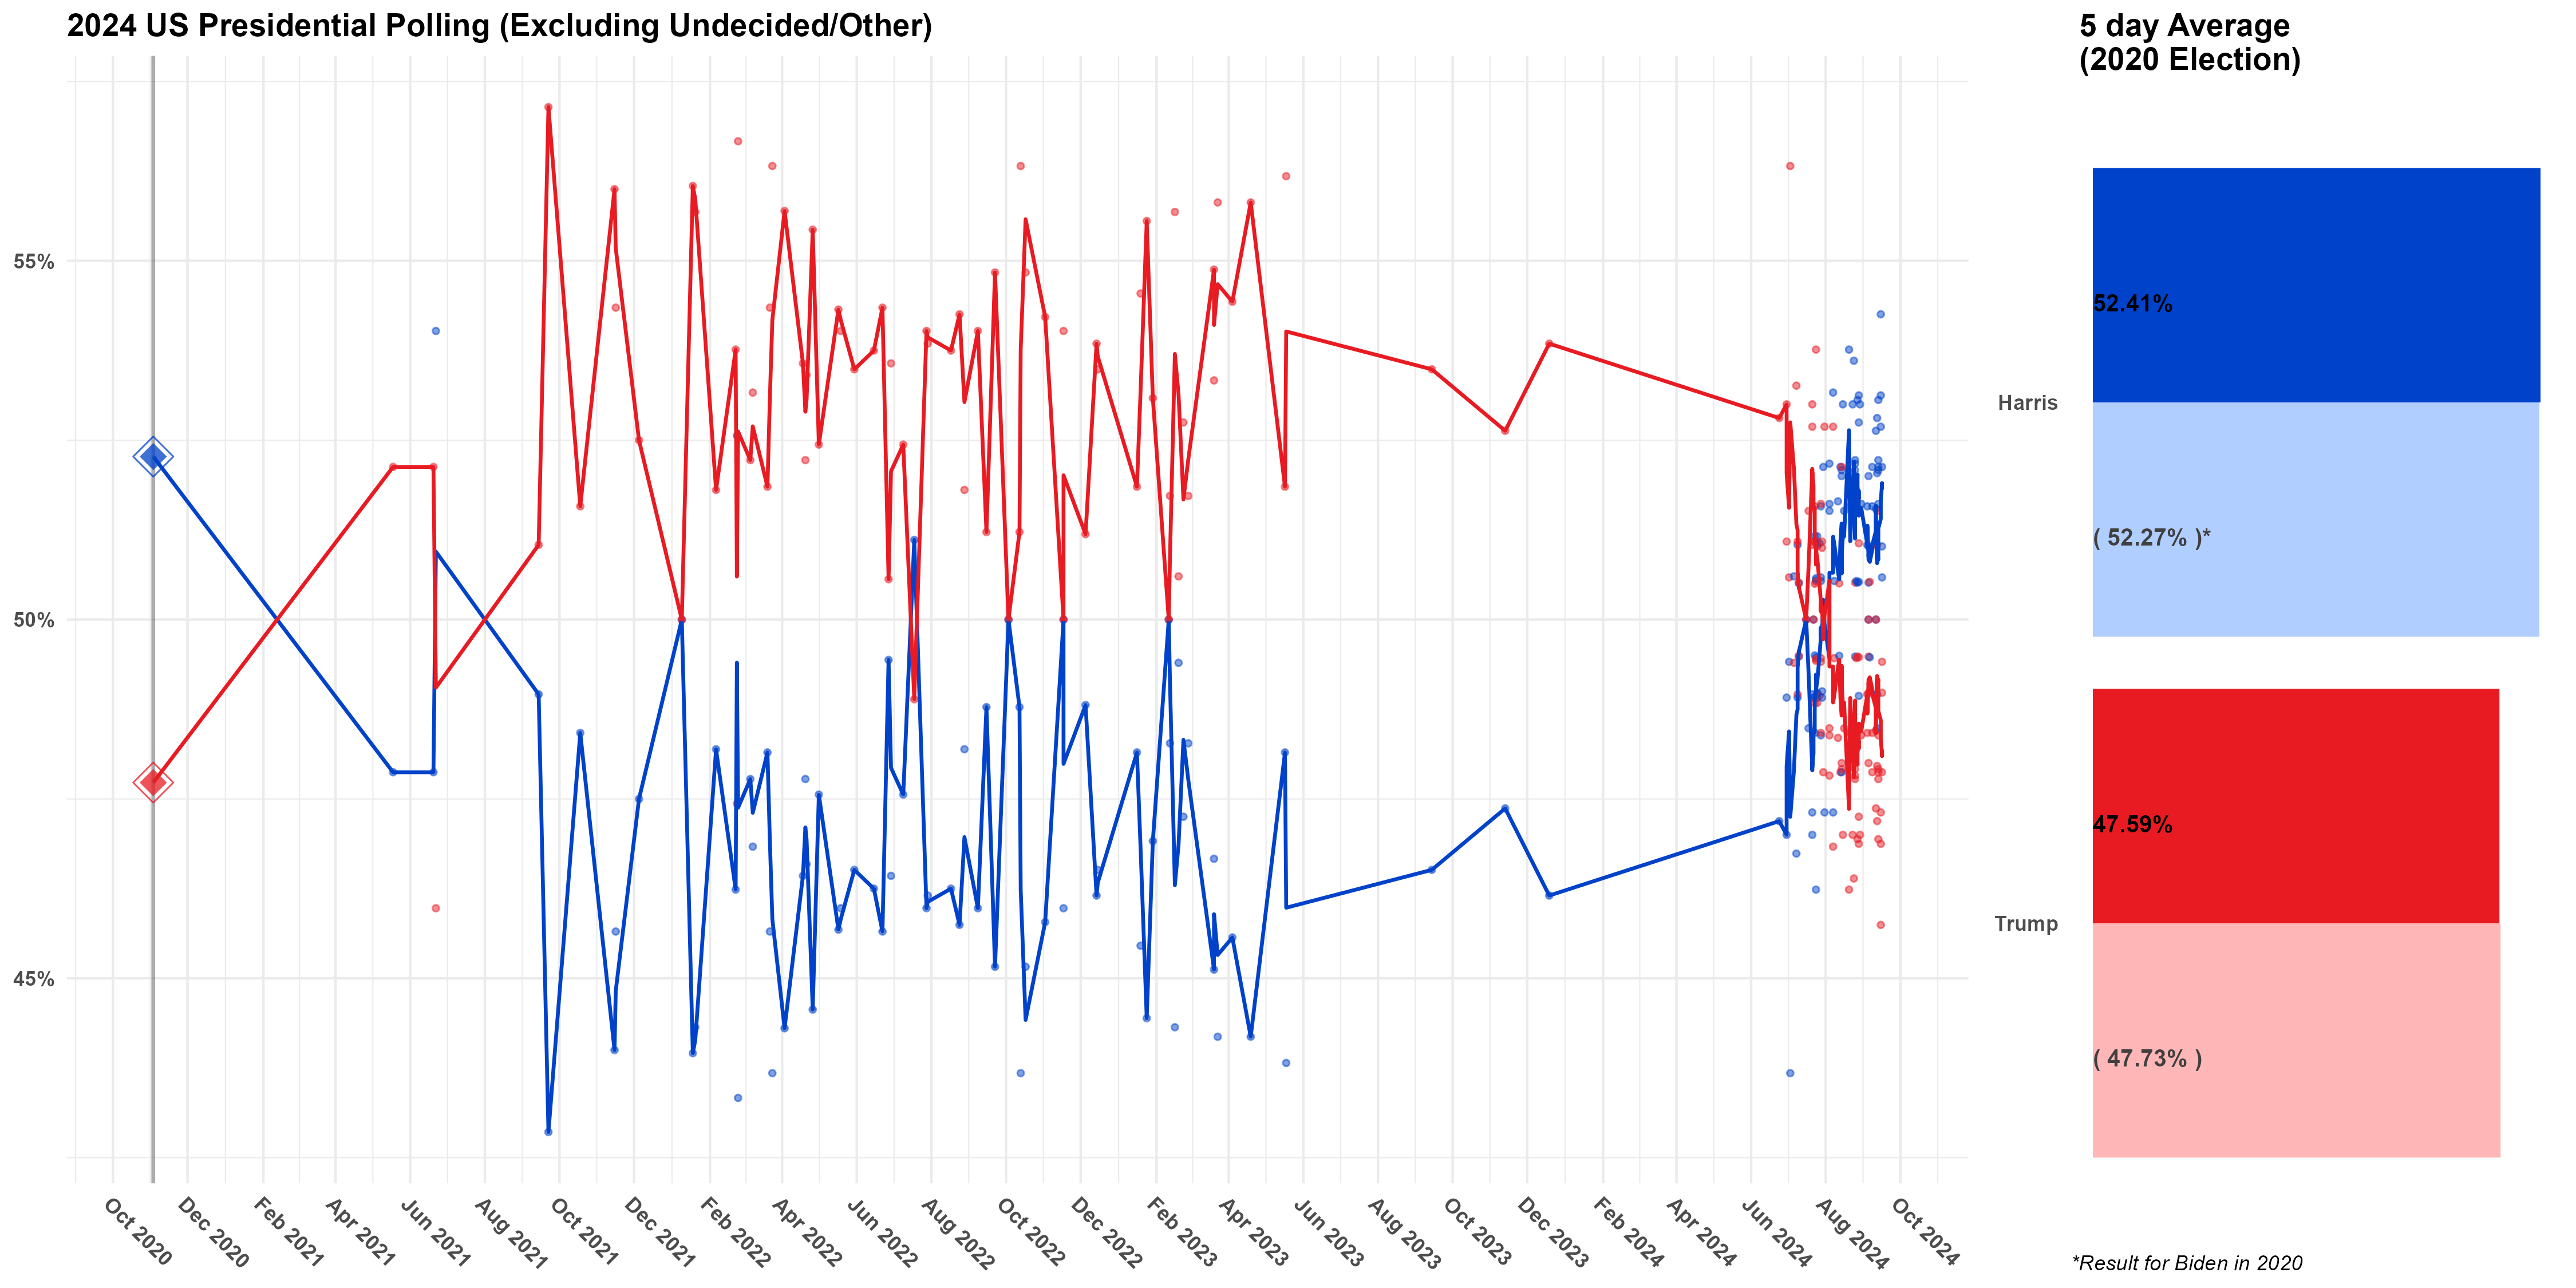 2024 US Presidential Polling (Excluding Undecided/Other)
5 day Average
(2020 Election)
55%
50%
45%
Oct 2020
Dec 2020
Feb 2021
Apr 2021
Jun 2021
Aug 2021
Oct 2021
Dec 2021
Feb 2022
Apr 2022
Jun 2022
Aug 2022
Oct 2022
Dec 2022
Feb 2023
Apr 2023
Jun 2023
Aug 2023
Oct 2023
Dec 2023
Feb 2024
Apr 2024
Jun 2024
Aug 2024
Oct 2024
Harris
52.41%
( 52.27% )*
Trump
47.59%
( 47.73% )
*Result for Biden in 2020